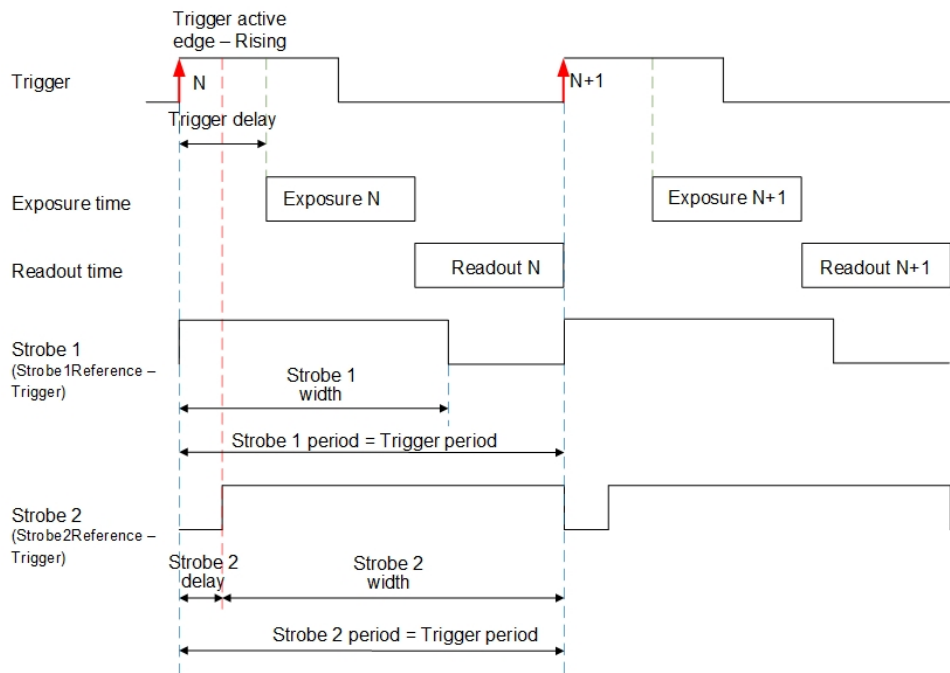 Trigger active
edge – Rising
Trigger
N
N+1
Trigger delay
Exposure time
Exposure N
Exposure N+1
Readout time
Readout N
Readout N+1
Strobe 1
(Strobe1Reference –
Trigger)
Strobe 1
width
Strobe 1 period = Trigger period
Strobe 2
(Strobe2Reference –
Trigger)
Strobe 2
delay
Strobe 2
width
Strobe 2 period = Trigger period